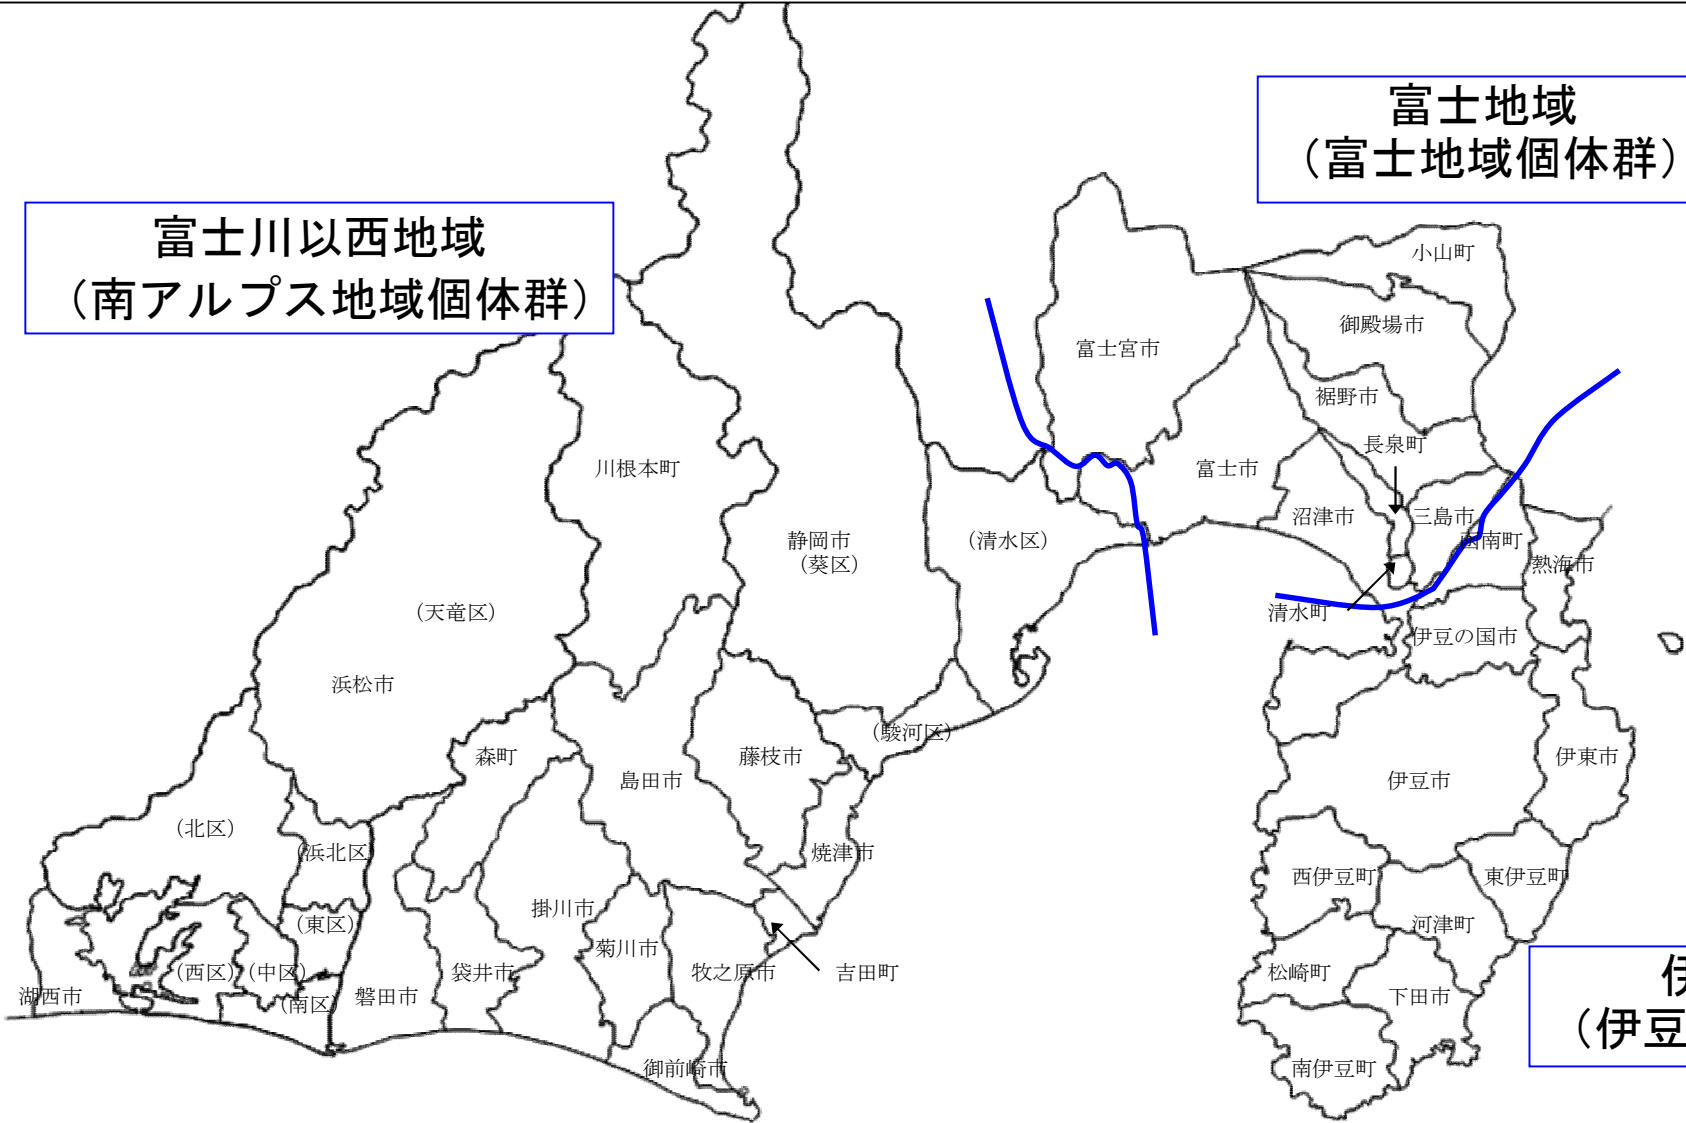 富士地域
（富士地域個体群）
富士川以西地域
（南アルプス地域個体群）
小山町
御殿場市
富士宮市
裾野市
長泉町
川根本町
富士市
沼津市
三島市
函南町
静岡市
（葵区）
（清水区）
熱海市
（天竜区）
清水町
伊豆の国市
浜松市
（駿河区）
森町
藤枝市
島田市
伊東市
伊豆市
（北区）
（浜北区）
焼津市
西伊豆町
東伊豆町
掛川市
（東区）
河津町
菊川市
（西区）
（中区）
袋井市
牧之原市
吉田町
松崎町
湖西市
（南区）
磐田市
下田市
伊
（伊豆
御前崎市
南伊豆町